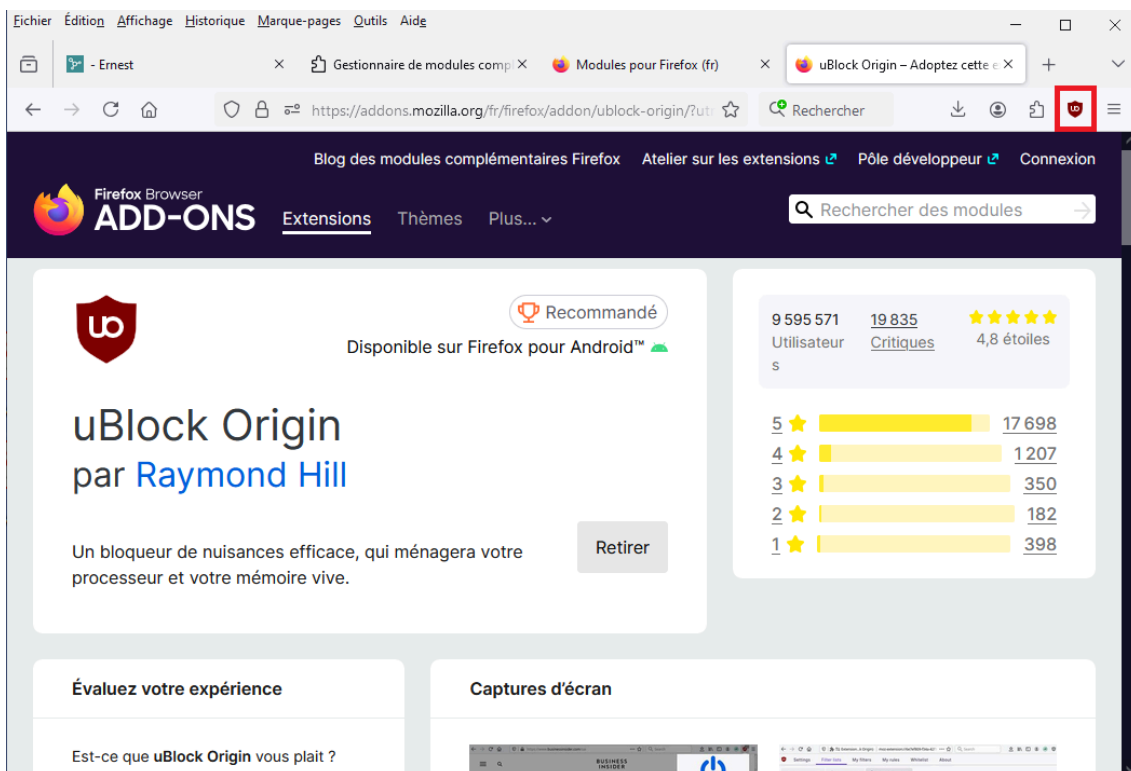 Fichier Édition Affichage Historique Marque-pages Outils Aide
- Ernest
Gestionnaire de modules compl
Modules pour Firefox (fr)
uBlock Origin – Adoptez cette e
https://addons.mozilla.org/fr/firefox/addon/ublock-origin/?ut
Rechercher
Blog des modules complémentaires Firefox Atelier sur les extensions Pôle développeur Connexion
Firefox Browser
ADD-ONS
Extensions Thèmes Plus...
Rechercher des modules
uo
Recommandé
Disponible sur Firefox pour Android™
uBlock Origin
par Raymond Hill
Un bloqueur de nuisances efficace, qui ménagera votre
processeur et votre mémoire vive.
Retirer
9 595 571
Utilisateur
s
19 835
Critiques
4,8 étoiles
5 17 698
4 1 207
3 350
2 182
1 398
Évaluez votre expérience
Est-ce que uBlock Origin vous plait ?
Captures d’écran
BUSINESS
INSIDER